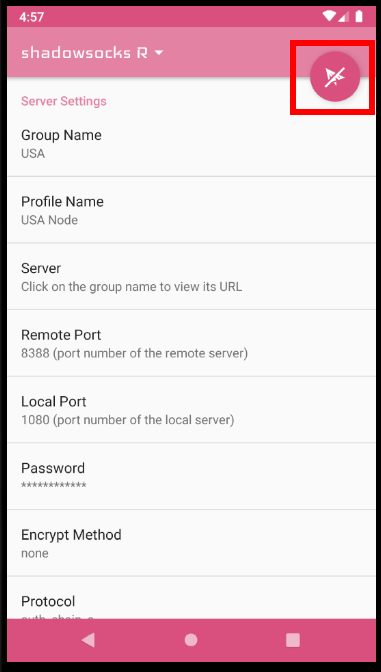 4:57
shadowsocks R
Server Settings
Group Name
USA
Profile Name
USA Node
Server
Click on the group name to view its URL
Remote Port
8388 (port number of the remote server)
Local Port
1080 (port number of the local server)
Password
************
Encrypt Method
none
Protocol